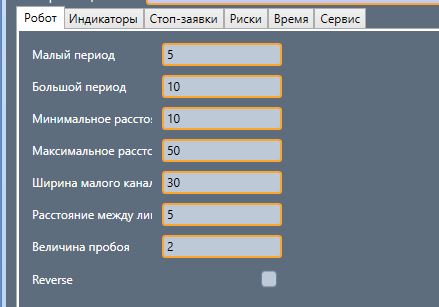 Робот Индикаторы Стоп-заявки Риски Время Сервис
Малый период 5
Большой период 10
Минимальное расстоя 10
Максимальное расстс 50
Ширина малого канал 30
Расстояние между ли 5
Величина пробоя 2
Reverse